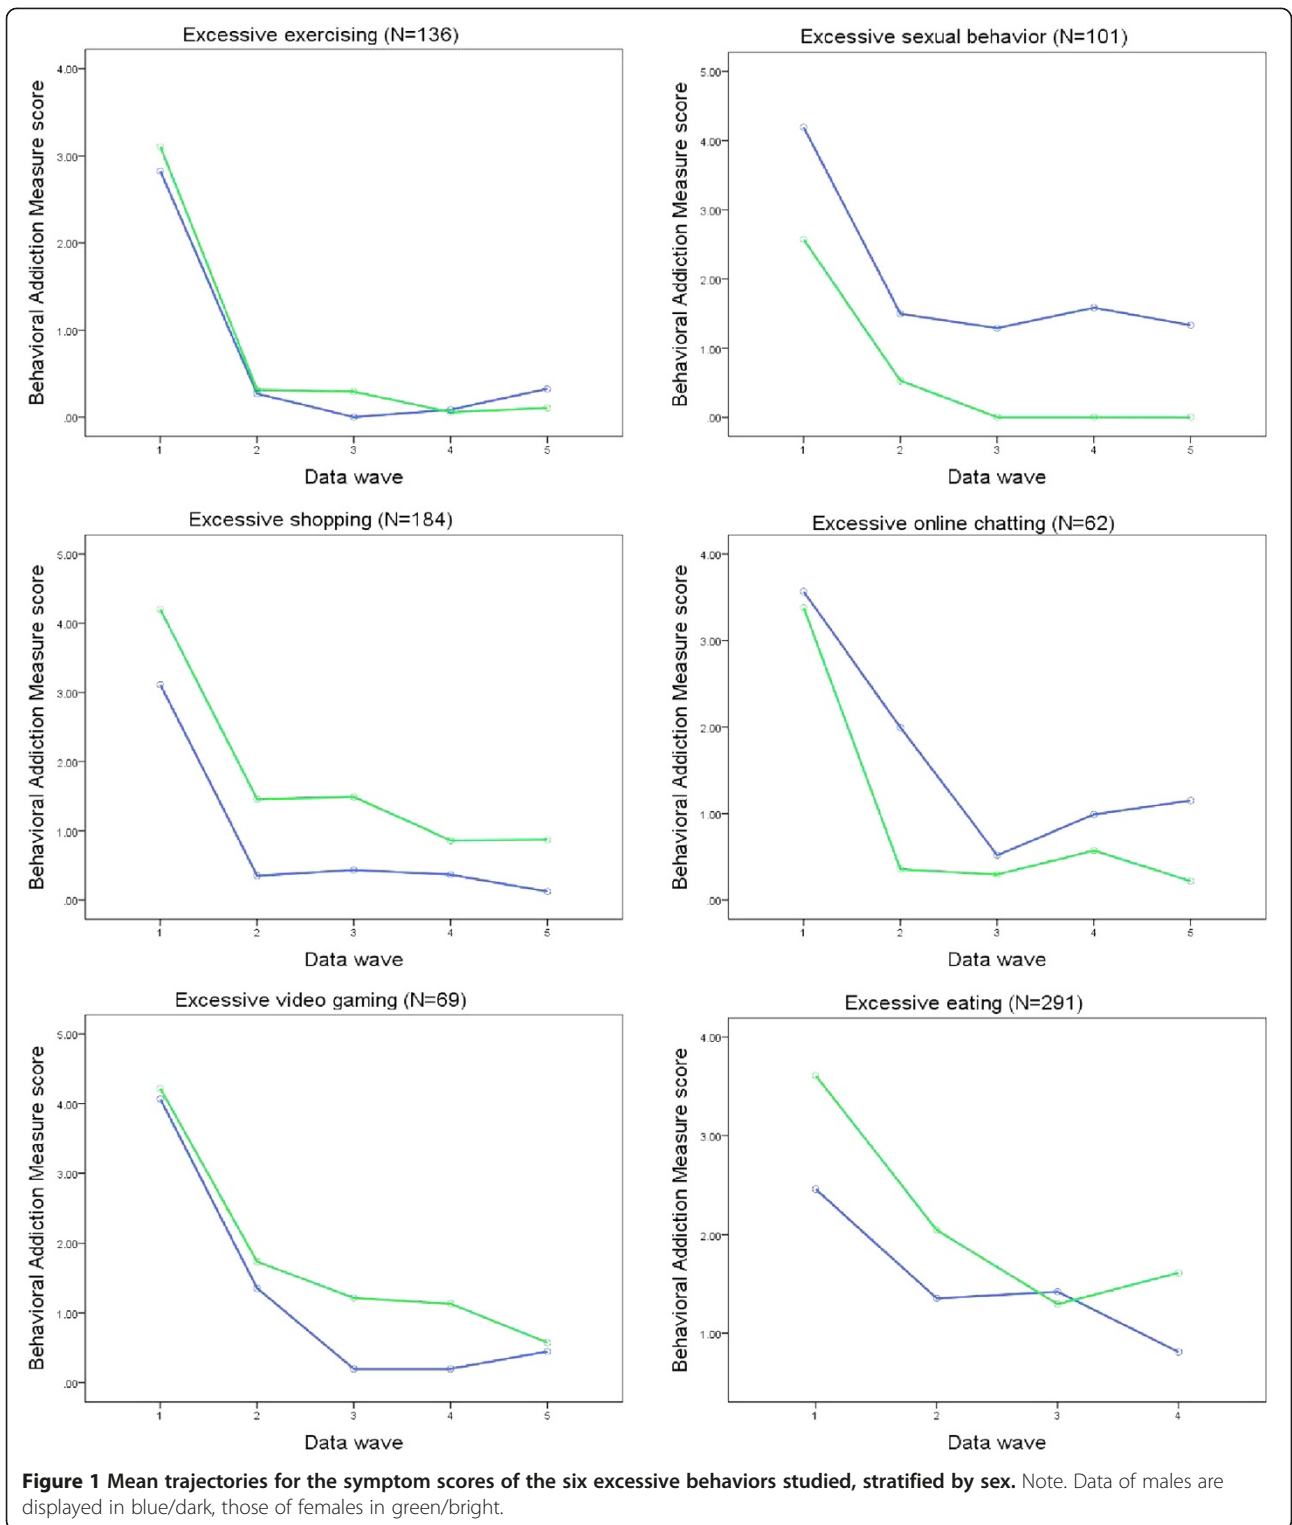 Excessive exercising (N=136)
Behavioral Addiction Measure score
4.00
3.00
2.00
1.00
.00
1 2 3 4 5
Data wave
Excessive sexual behavior (N=101)
Behavioral Addiction Measure score
5.00
4.00
3.00
2.00
1.00
.00
1 2 3 4 5
Data wave
Excessive shopping (N=184)
Behavioral Addiction Measure score
5.00
4.00
3.00
2.00
1.00
.00
1 2 3 4 5
Data wave
Excessive online chatting (N=62)
Behavioral Addiction Measure score
4.00
3.00
2.00
1.00
.00
1 2 3 4 5
Data wave
Excessive video gaming (N=69)
Behavioral Addiction Measure score
5.00
4.00
3.00
2.00
1.00
.00
1 2 3 4 5
Data wave
Excessive eating (N=291)
Behavioral Addiction Measure score
4.00
3.00
2.00
1.00
1 2 3 4
Data wave
Figure 1 Mean trajectories for the symptom scores of the six excessive behaviors studied, stratified by sex. Note. Data of males are
displayed in blue/dark, those of females in green/bright.